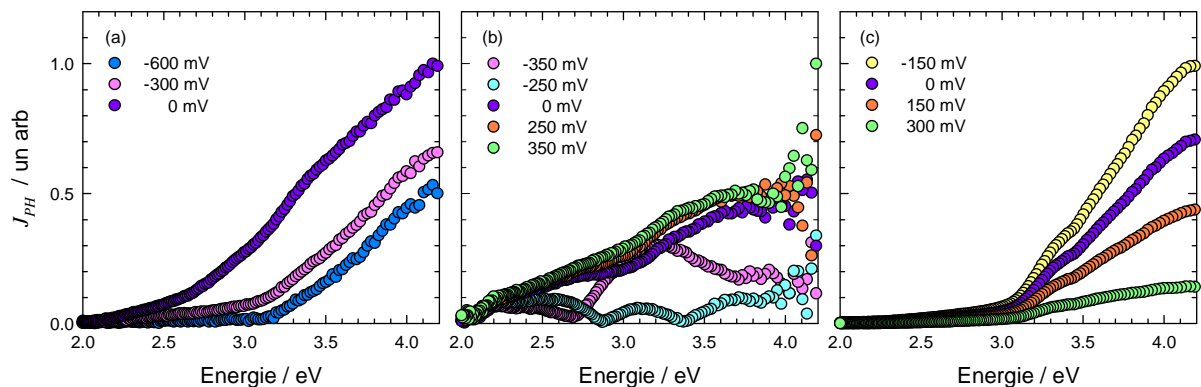 (a)
-600 mV
-300 mV
0 mV
(b)
-350 mV
-250 mV
0 mV
250 mV
350 mV
(c)
-150 mV
0 mV
150 mV
300 mV
J_PH / un arb
1.0
0.5
0.0
2.0 2.5 3.0 3.5 4.0
2.0 2.5 3.0 3.5 4.0
2.0 2.5 3.0 3.5 4.0
Energie / eV
Energie / eV
Energie / eV